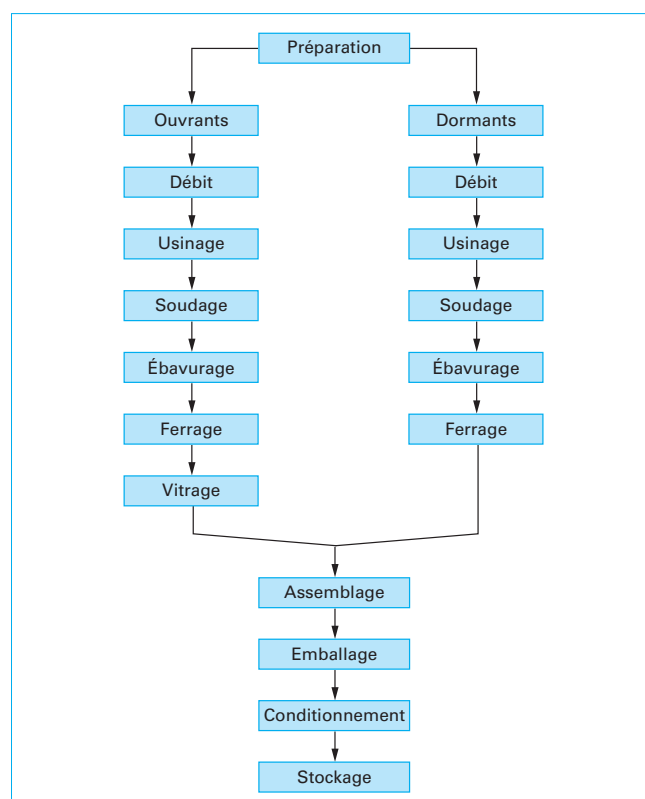 Préparation
Ouvrants
Dormants
Débit
Débit
Usinage
Usinage
Soudage
Soudage
Ébavurage
Ébavurage
Ferrage
Ferrage
Vitrage
Assemblage
Emballage
Conditionnement
Stockage